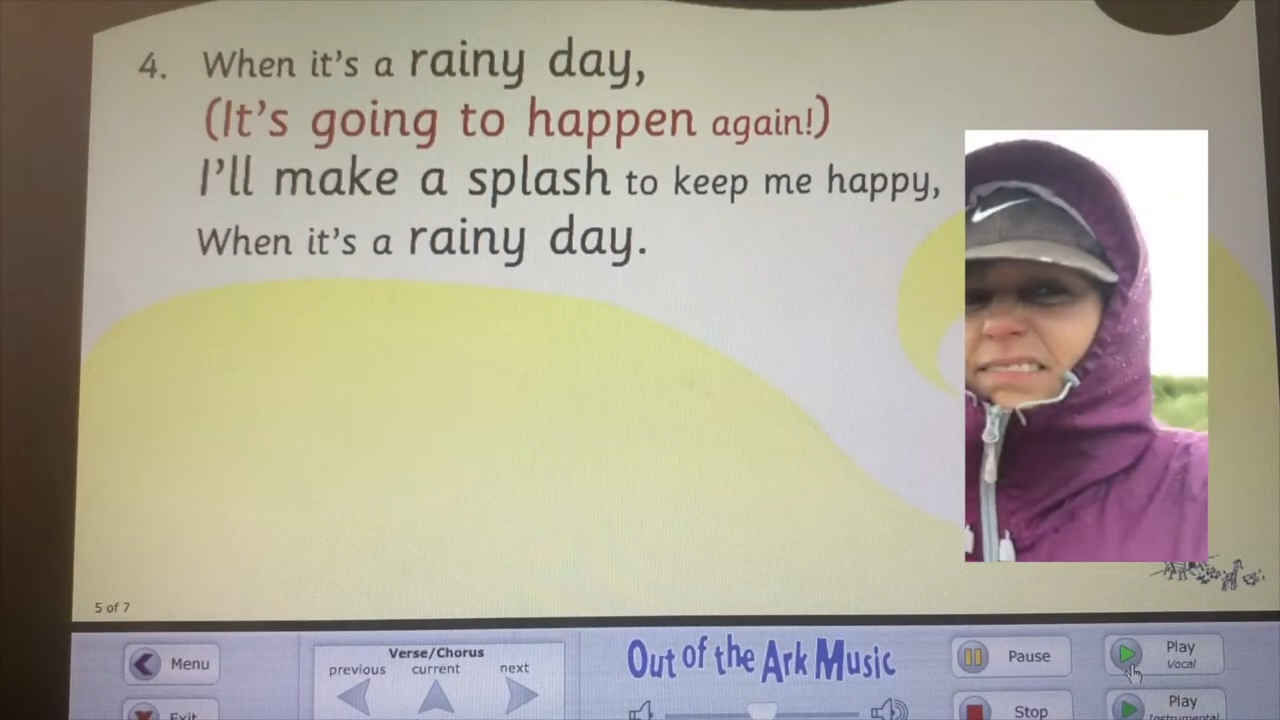 4. When it's a rainy day,
(It's going to happen again!)
I'll make a splash to keep me happy,
When it's a rainy day.
5 of 7
Menu
Exit
Verse/Chorus
previous current next
Out of the Ark Music
Pause
Stop
Play
Vocal
Play
Instrumental